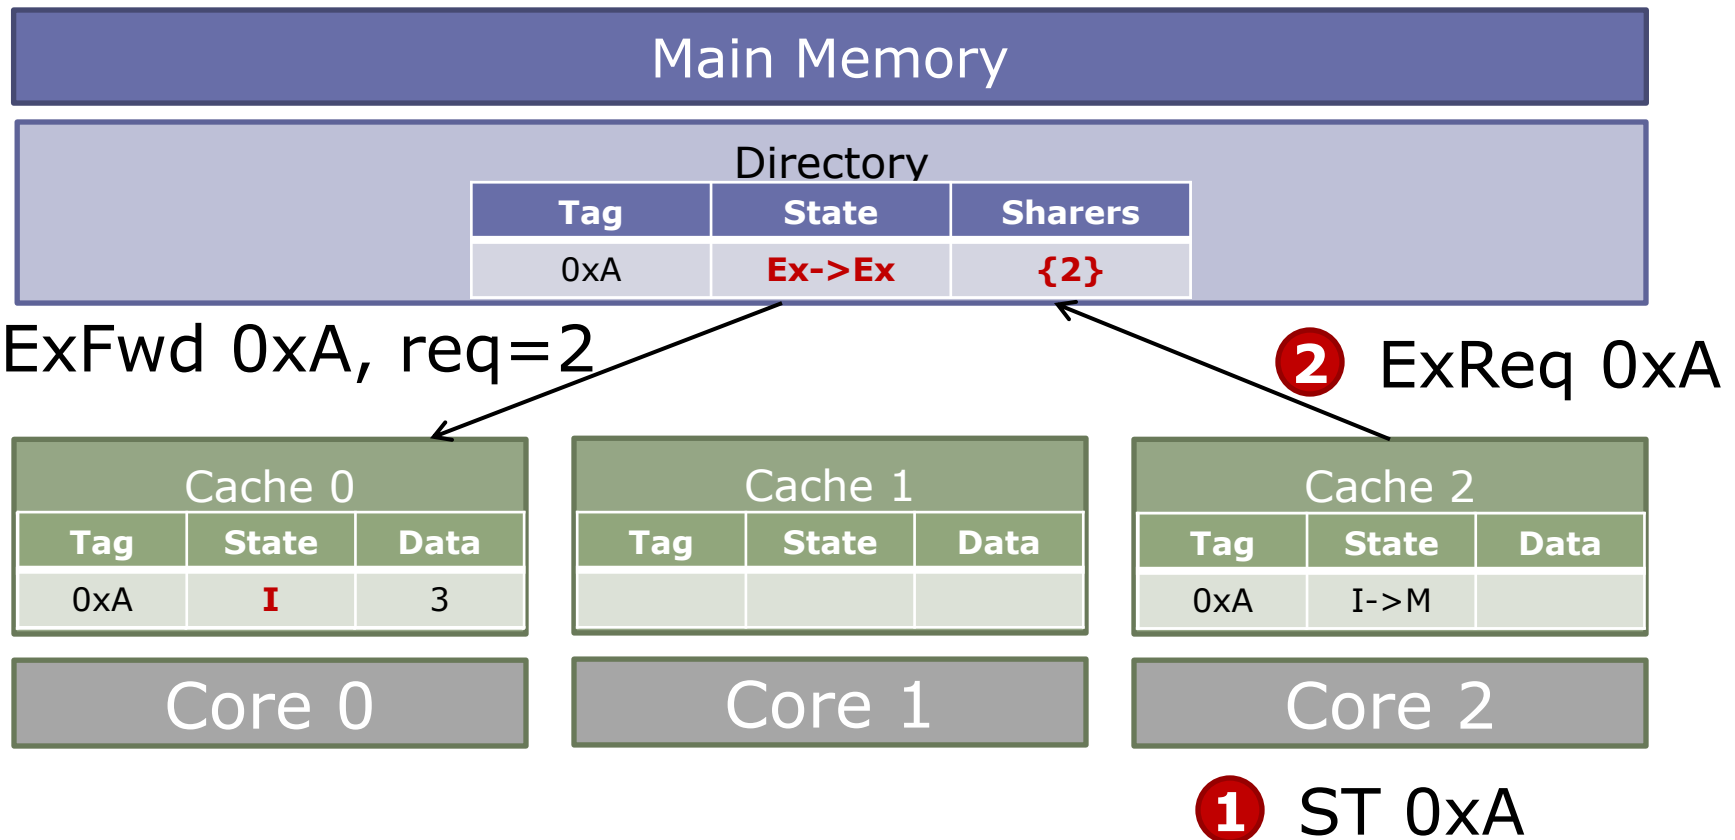 Main Memory
Directory
Tag State Sharers
0xA Ex->Ex {2}
ExFwd 0xA, req=2
2 ExReq 0xA
Cache 0
Tag State Data
0xA I 3
Cache 1
Tag State Data
Cache 2
Tag State Data
0xA I->M
Core 0
Core 1
Core 2
1 ST 0xA